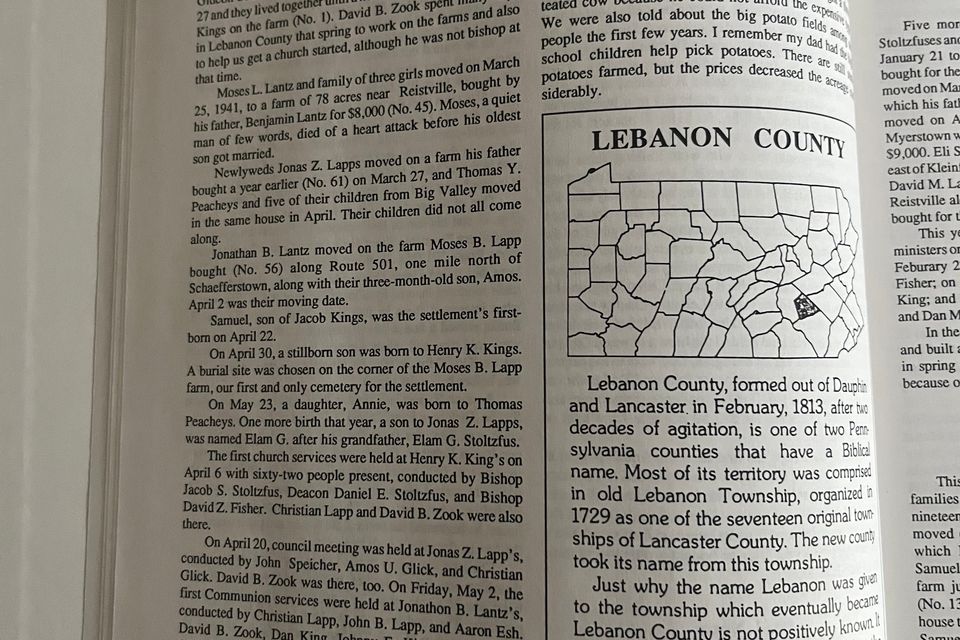 27 and they lived together until
Kings on the farm (No. 1). David B. Zook spent many
in Lebanon County that spring to work on the farms and also
to help us get a church started, although he was not bishop at
that time.
Moses L. Lantz and family of three girls moved on March
25, 1941, to a farm of 78 acres near Reistville, bought by
his father, Benjamin Lantz for $8,000 (No. 45). Moses, a quiet
man of few words, died of a heart attack before his oldest
son got married.
Newlyweds Jonas Z. Lapps moved on a farm his father
bought a year earlier (No. 61) on March 27, and Thomas Y.
Peacheys and five of their children from Big Valley moved
in the same house in April. Their children did not all come
along.
Jonathan B. Lantz moved on the farm Moses B. Lapp
bought (No. 56) along Route 501, one mile north of
Schaefferstown, along with their three-month-old son, Amos.
April 2 was their moving date.
Samuel, son of Jacob Kings, was the settlement's first-
born on April 22.
On April 30, a stillborn son was born to Henry K. Kings.
A burial site was chosen on the corner of the Moses B. Lapp
farm, our first and only cemetery for the settlement.
On May 23, a daughter, Annie, was born to Thomas
Peacheys. One more birth that year, a son to Jonas Z. Lapps,
was named Elam G. after his grandfather, Elam G. Stoltzfus.
The first church services were held at Henry K. King's on
April 6 with sixty-two people present, conducted by Bishop
Jacob S. Stoltzfus, Deacon Daniel E. Stoltzfus, and Bishop
David Z. Fisher. Christian Lapp and David B. Zook were also
there.
On April 20, council meeting was held at Jonas Z. Lapp's,
conducted by John Speicher, Amos U. Glick, and Christian
Glick. David B. Zook was there, too. On Friday, May 2, the
first Communion services were held at Jonathon B. Lantz's,
conducted by Christian Lapp, John B. Lapp, and Aaron Esh.
David B. Zook, Dan King,
teated cow because he could not afford the expensive
We were also told about the big potato fields among
people the first few years. I remember my dad had the
school children help pick potatoes. There are still
potatoes farmed, but the prices decreased the acreage
siderably.
LEBANON COUNTY
Lebanon County, formed out of Dauphin
and Lancaster in February, 1813, after two
decades of agitation, is one of two Penn-
sylvania counties that have a Biblical
name. Most of its territory was comprised
in old Lebanon Township, organized in
1729 as one of the seventeen original town-
ships of Lancaster County. The new county
took its name from this township.
Just why the name Lebanon was given
to the township which eventually became
Lebanon County is not positively known. It
Five mor
Stoltzfuses and
January 21 to
bought for the
moved on Mar
which his fath
moved on A
Myerstown w
$9,000. Eli S
east of Kleinf
David M. La
Reistville al
bought for t
This ye
ministers or
Feburary 2
Fisher; on
King; and
and Dan M
In the
and built a
in spring
because o
This
families
nineteen
moved
which
Samuel
farm ju
(No. 13
house t
Samu